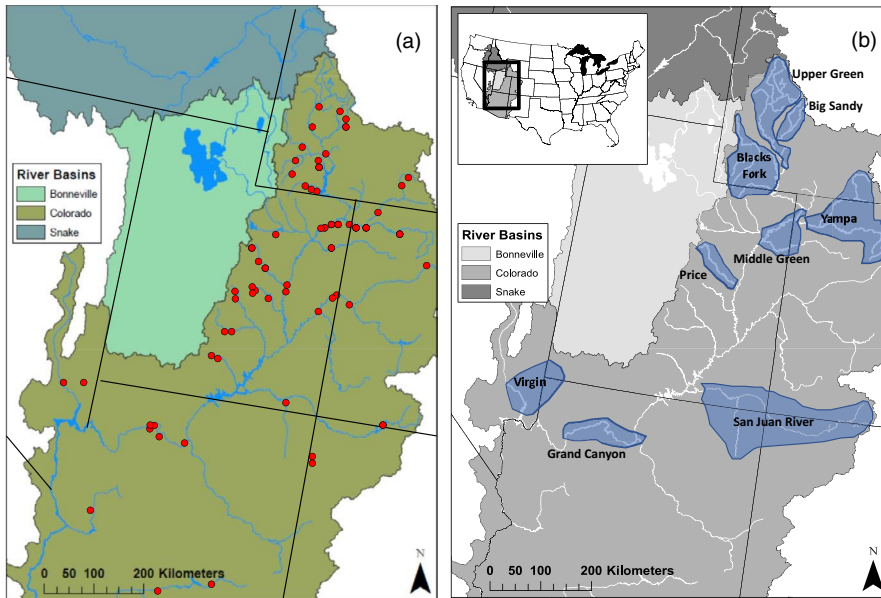 (a)
River Basins
Bonneville
Colorado
Snake
0 50 100 200 Kilometers
N
(b)
Upper Green
Big Sandy
Blacks
Fork
Yampa
Middle Green
Price
River Basins
Bonneville
Colorado
Snake
Virgin
San Juan River
Grand Canyon
0 50 100 200 Kilometers
N